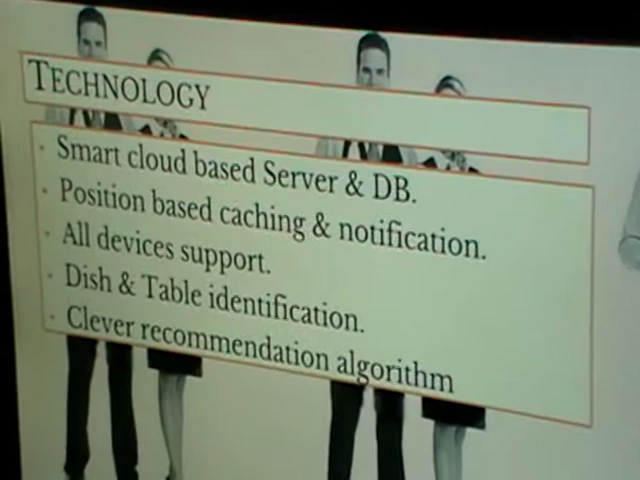 TECHNOLOGY
· Smart cloud based Server & DB.
· Position based caching & notification.
· All devices support.
· Dish & Table identification.
· Clever recommendation algorithm